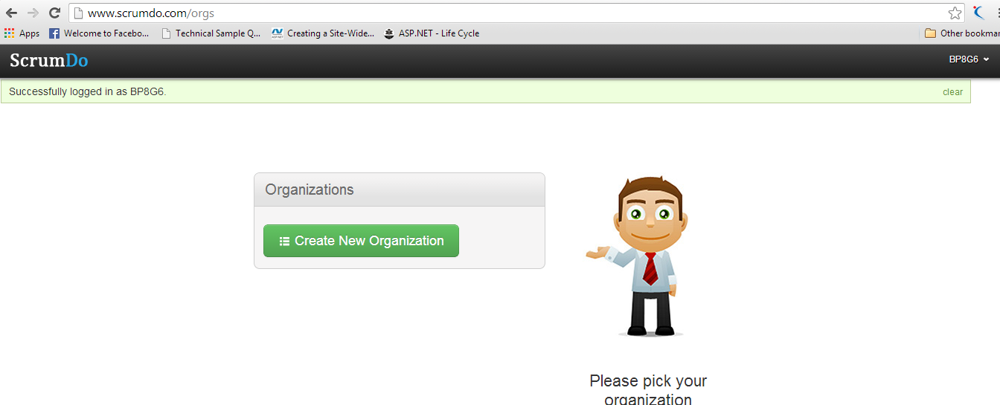 www.scrumdo.com/orgs
Apps Welcome to Facebo... Technical Sample Q... Creating a Site-Wide... ASP.NET - Life Cycle Other bookmar
ScrumDo BP8G6
Successfully logged in as BP8G6. clear
Organizations
Create New Organization
Please pick your
organization